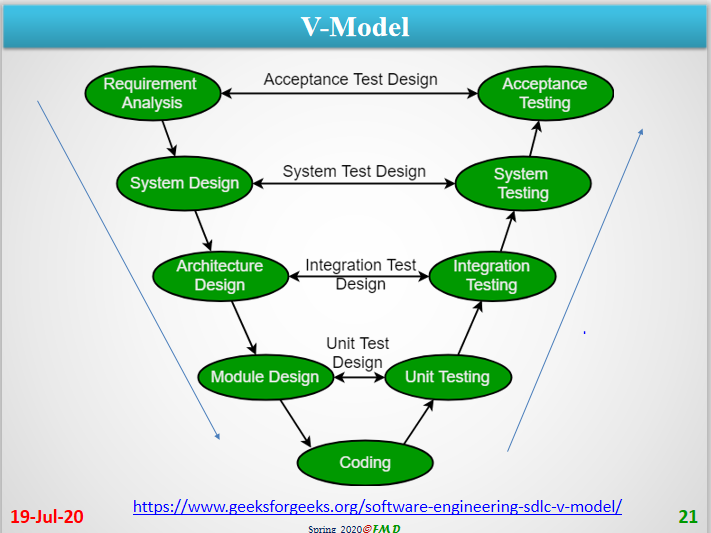 V-Model
Requirement
Analysis
Acceptance Test Design
Acceptance
Testing
System Design
System Test Design
System
Testing
Architecture
Design
Integration Test
Design
Integration
Testing
Module Design
Unit Test
Design
Unit Testing
Coding
https://www.geeksforgeeks.org/software-engineering-sdlc-v-model/
19-Jul-20
Spring 2020@FMD
21